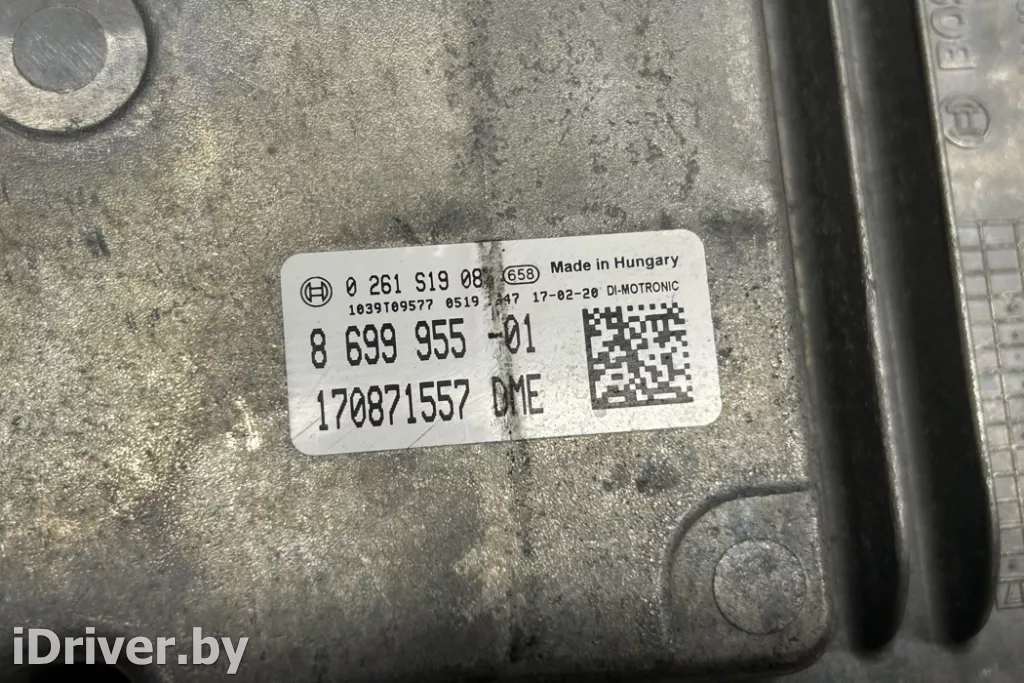 0 261 S19 08
658
Made in Hungary
1039T09577 0519 17-02-20 DI-MOTRONIC
8 699 955 -01
170871557 DME
iDriver.by